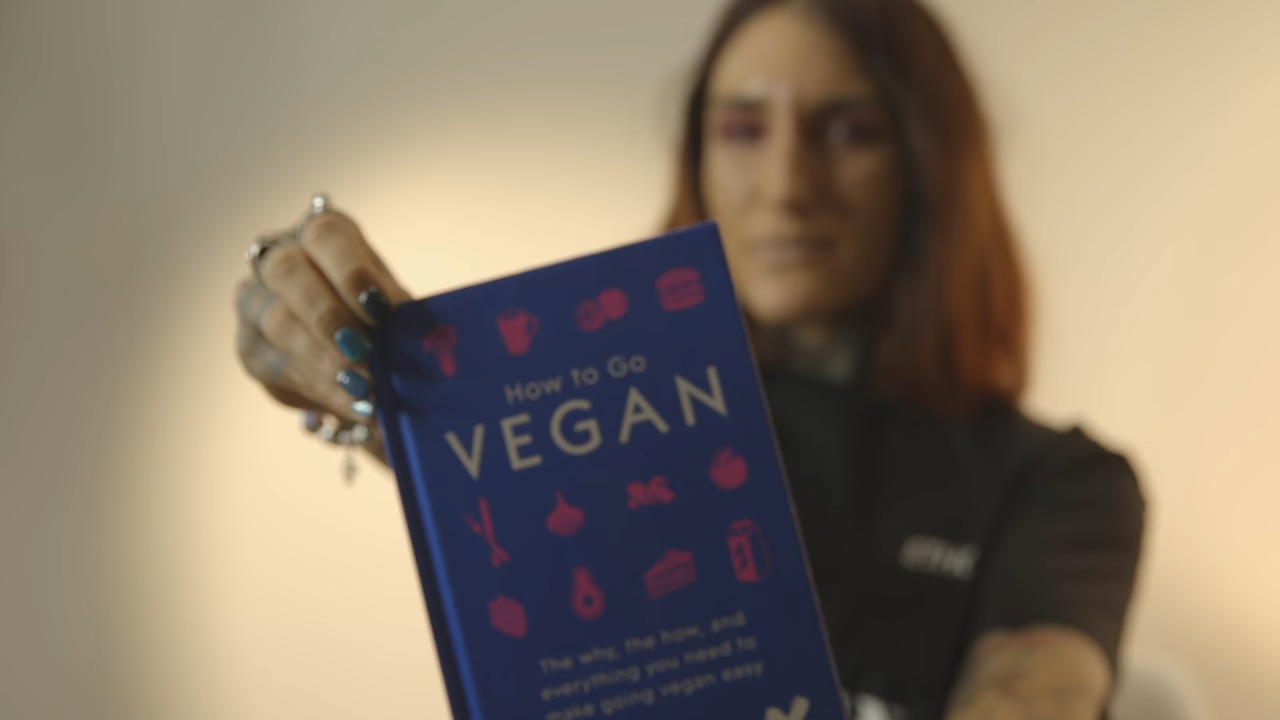 How to Go
VEGAN
The why, the how, and
everything you need to
make going vegan easy